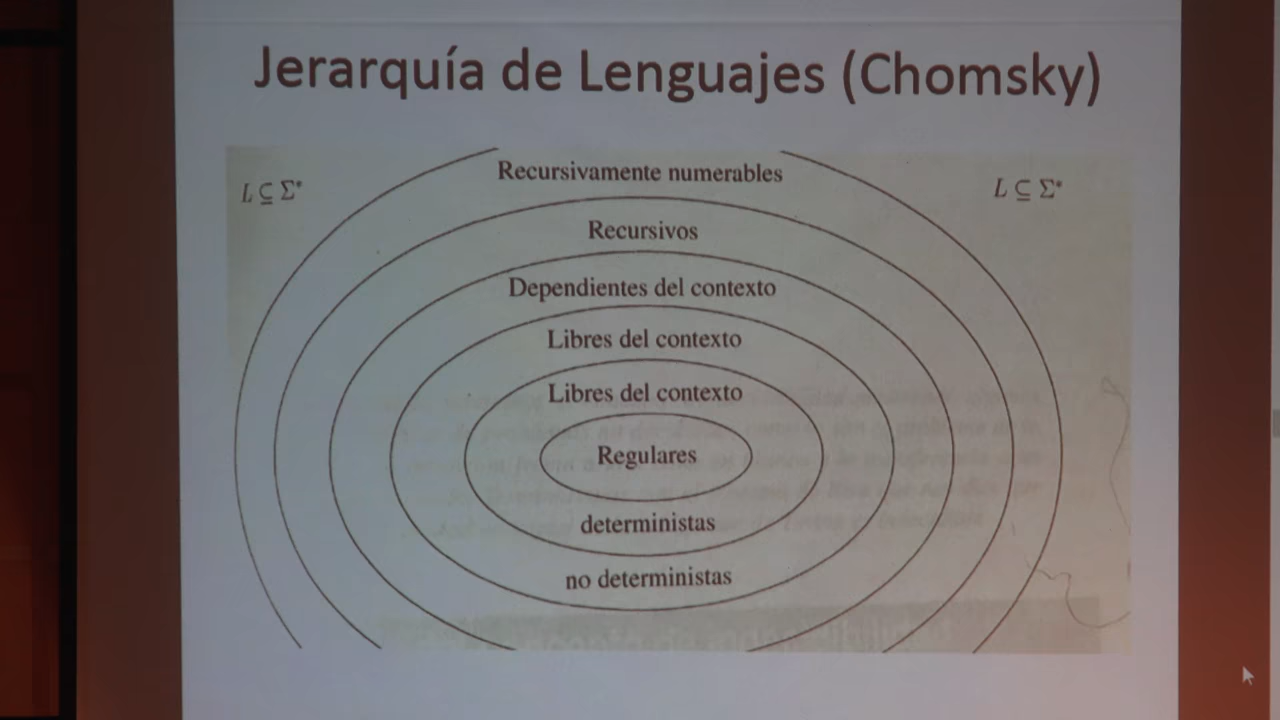 Jerarquía de Lenguajes (Chomsky)
Recursivamente numerables
L ⊆ Σ*
L ⊆ Σ*
Recursivos
Dependientes del contexto
Libres del contexto
Libres del contexto
Regulares
deterministas
no deterministas